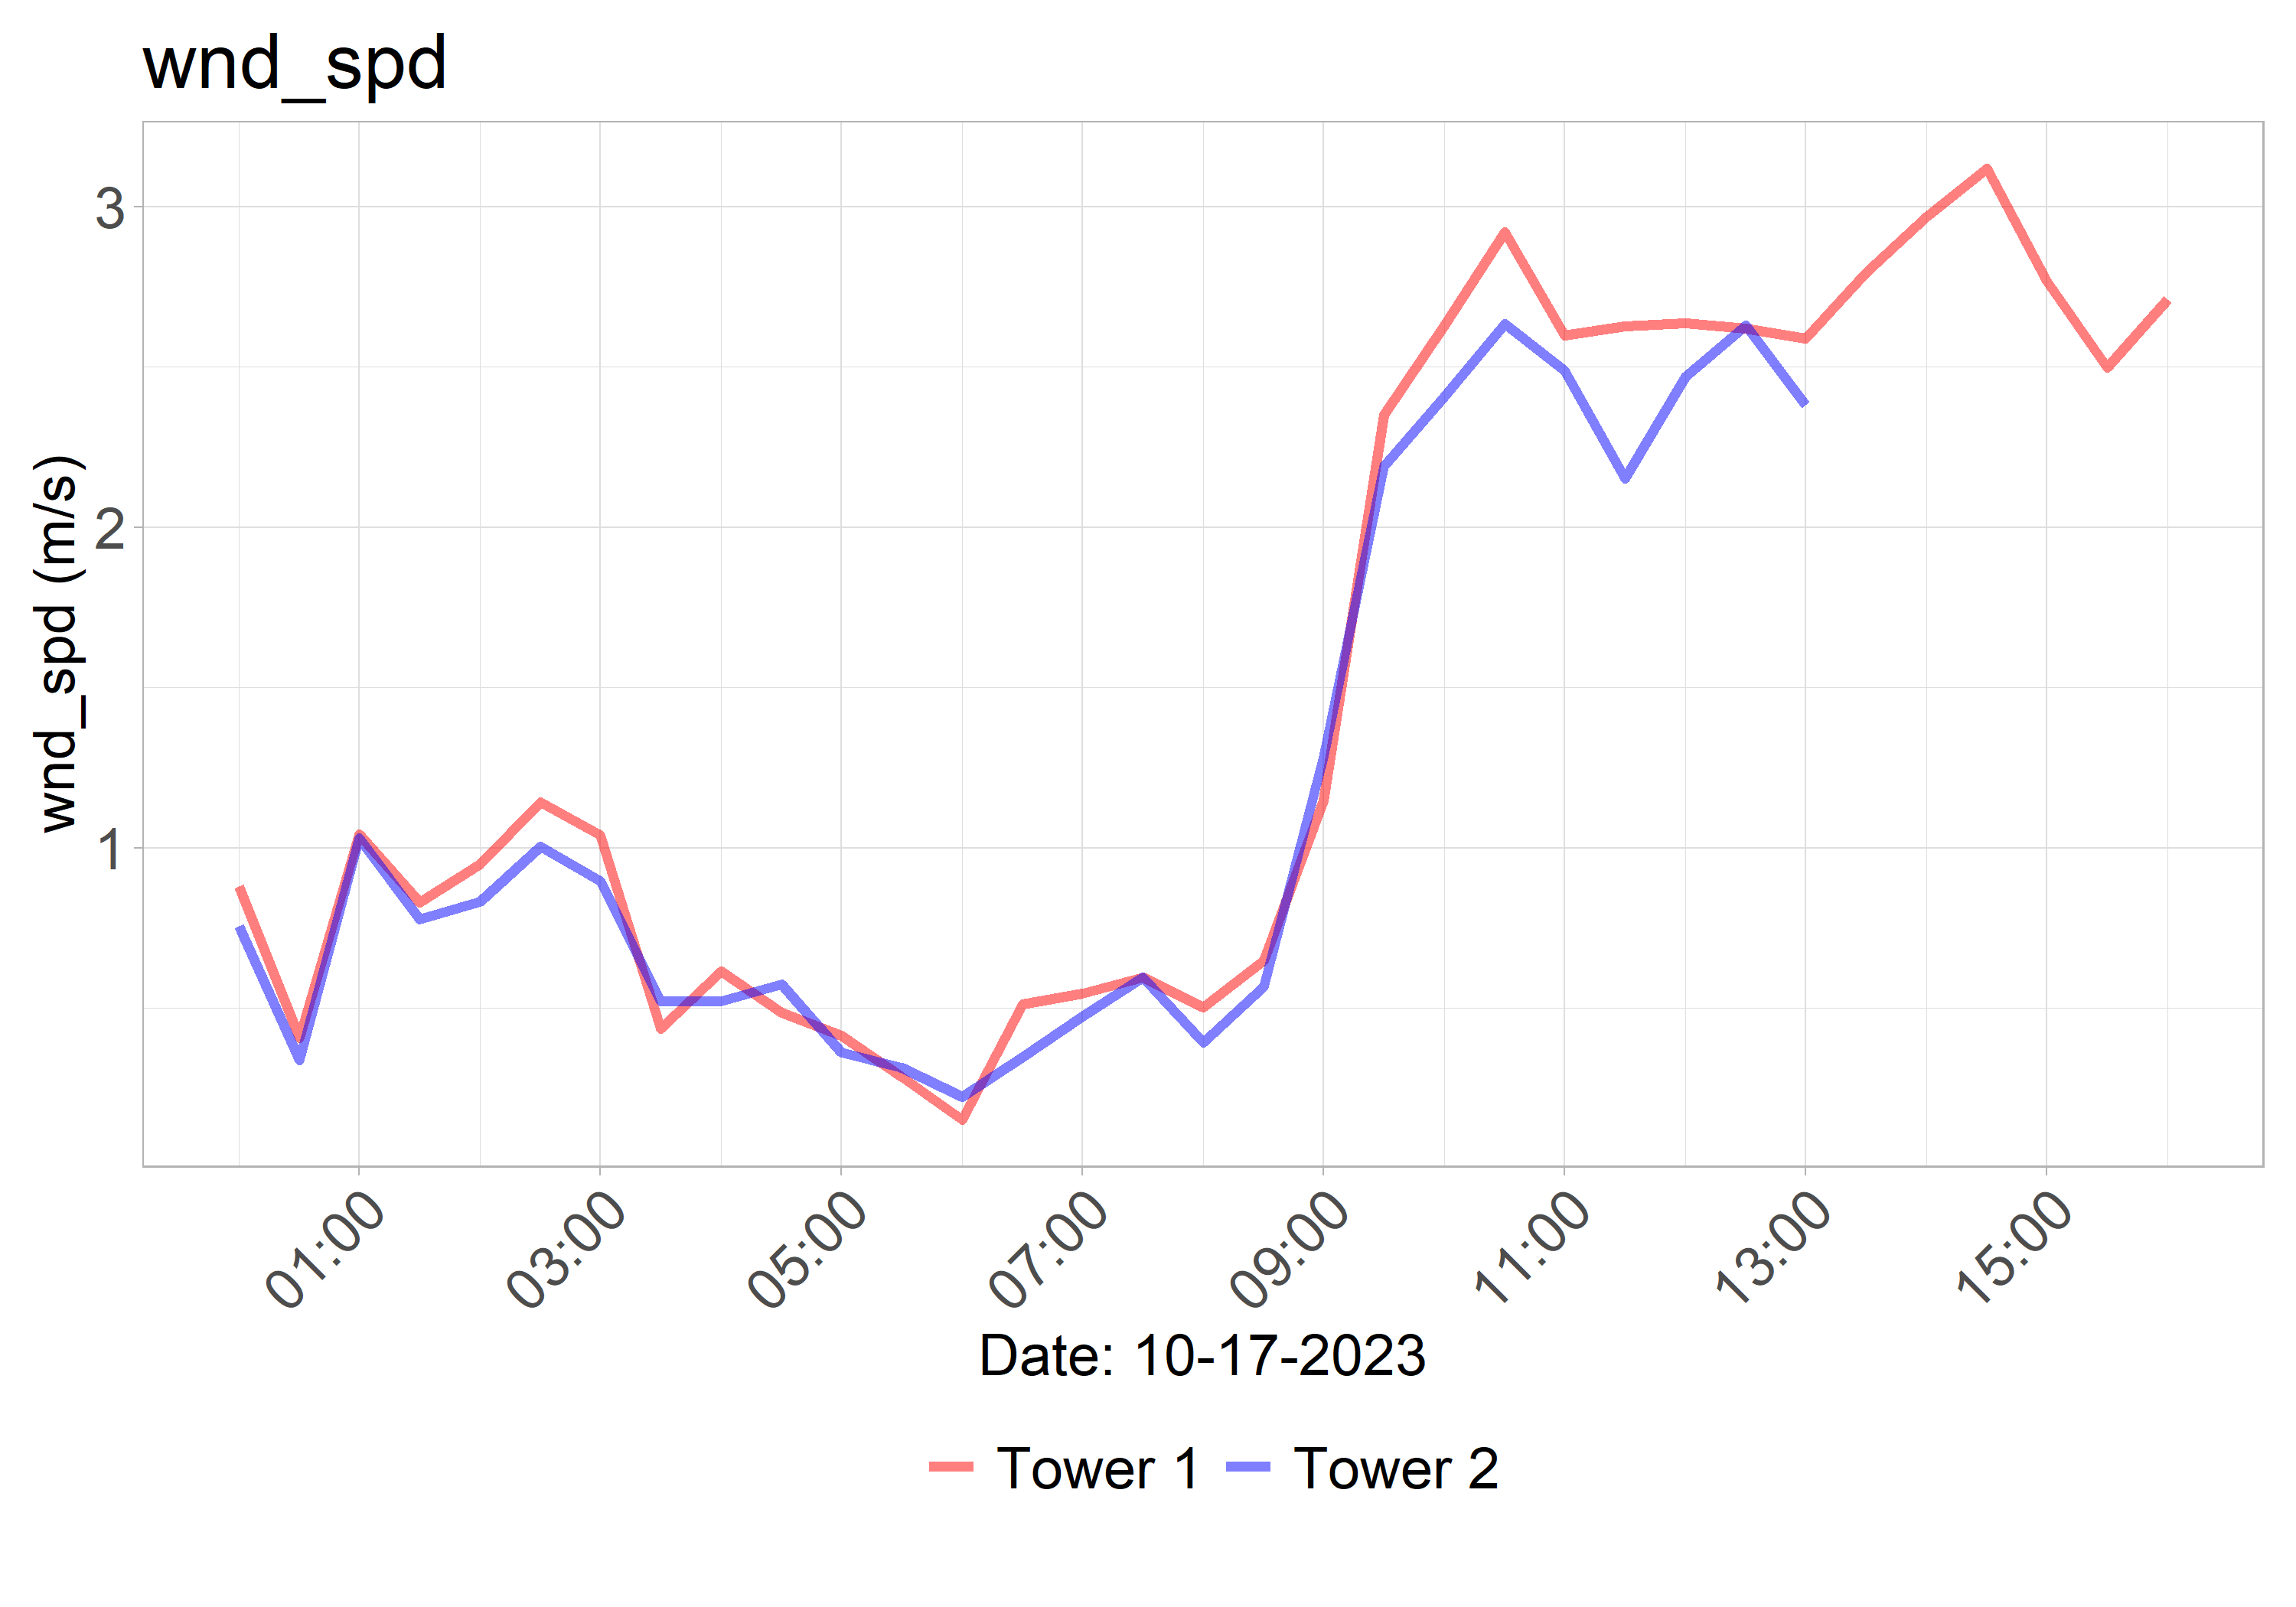 wnd_spd
wnd_spd (m/s)
3
2
1
01:00 03:00 05:00 07:00 09:00 11:00 13:00 15:00
Date: 10-17-2023
Tower 1 Tower 2